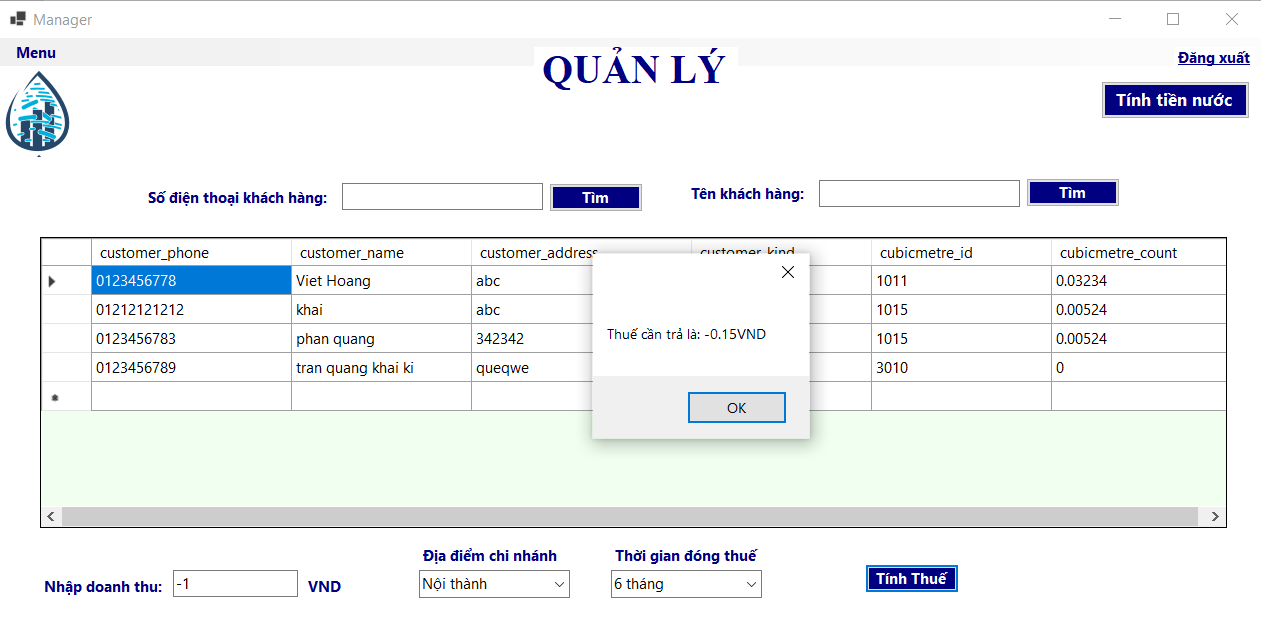 Manager
Menu
QUẢN LÝ
Đăng xuất
Tính tiền nước
Số điện thoại khách hàng:
Tìm
Tên khách hàng:
Tìm
customer_phone customer_name customer_address customer_kind cubicmetre_id cubicmetre_count
0123456778 Viet Hoang abc 1011 0.03234
01212121212 khai abc 1015 0.00524
0123456783 phan quang 342342 1015 0.00524
0123456789 tran quang khai ki queqwe 3010 0
Thuế cần trả là: -0.15VND
OK
Địa điểm chi nhánh
Thời gian đóng thuế
Nhập doanh thu: -1 VND
Nội thành
6 tháng
Tính Thuế